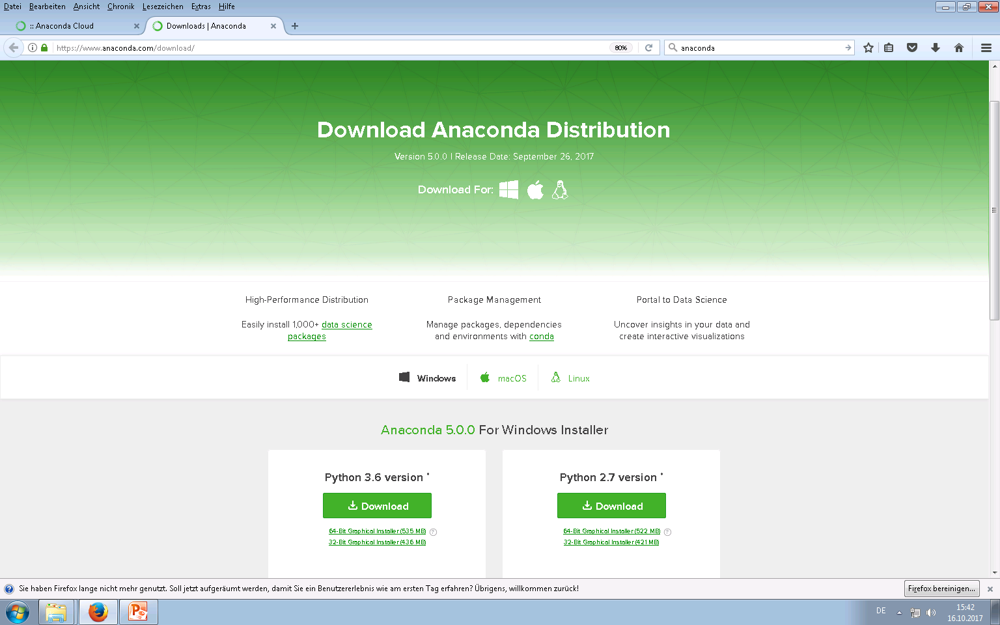 Datei Bearbeiten Ansicht Chronik Lesezeichen Extras Hilfe
:: Anaconda Cloud
Downloads | Anaconda
https://www.anaconda.com/download/
80%
anaconda
Download Anaconda Distribution
Version 5.0.0 | Release Date: September 26, 2017
Download For:
High-Performance Distribution
Easily install 1,000+ data science
packages
Package Management
Manage packages, dependencies
and environments with conda
Portal to Data Science
Uncover insights in your data and
create interactive visualizations
Windows
macOS
Linux
Anaconda 5.0.0 For Windows Installer
Python 3.6 version *
Download
64-Bit Graphical Installer (535 MB) ?
32-Bit Graphical Installer (436 MB)
Python 2.7 version *
Download
64-Bit Graphical Installer (522 MB) ?
32-Bit Graphical Installer (421 MB)
Sie haben Firefox lange nicht mehr genutzt. Soll jetzt aufgeräumt werden, damit Sie ein Benutzererlebnis wie am ersten Tag erfahren? Übrigens, willkommen zurück!
Firefox bereinigen...
DE
15:42
16.10.2017